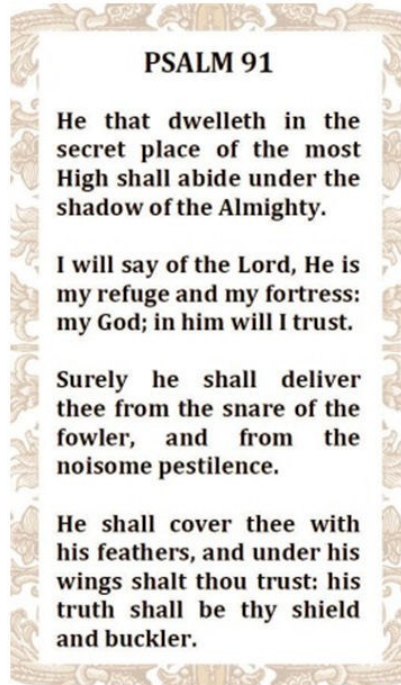 PSALM 91
He that dwelleth in the
secret place of the most
High shall abide under the
shadow of the Almighty.
I will say of the Lord, He is
my refuge and my fortress:
my God; in him will I trust.
Surely he shall deliver
thee from the snare of the
fowler, and from the
noisome pestilence.
He shall cover thee with
his feathers, and under his
wings shalt thou trust: his
truth shall be thy shield
and buckler.